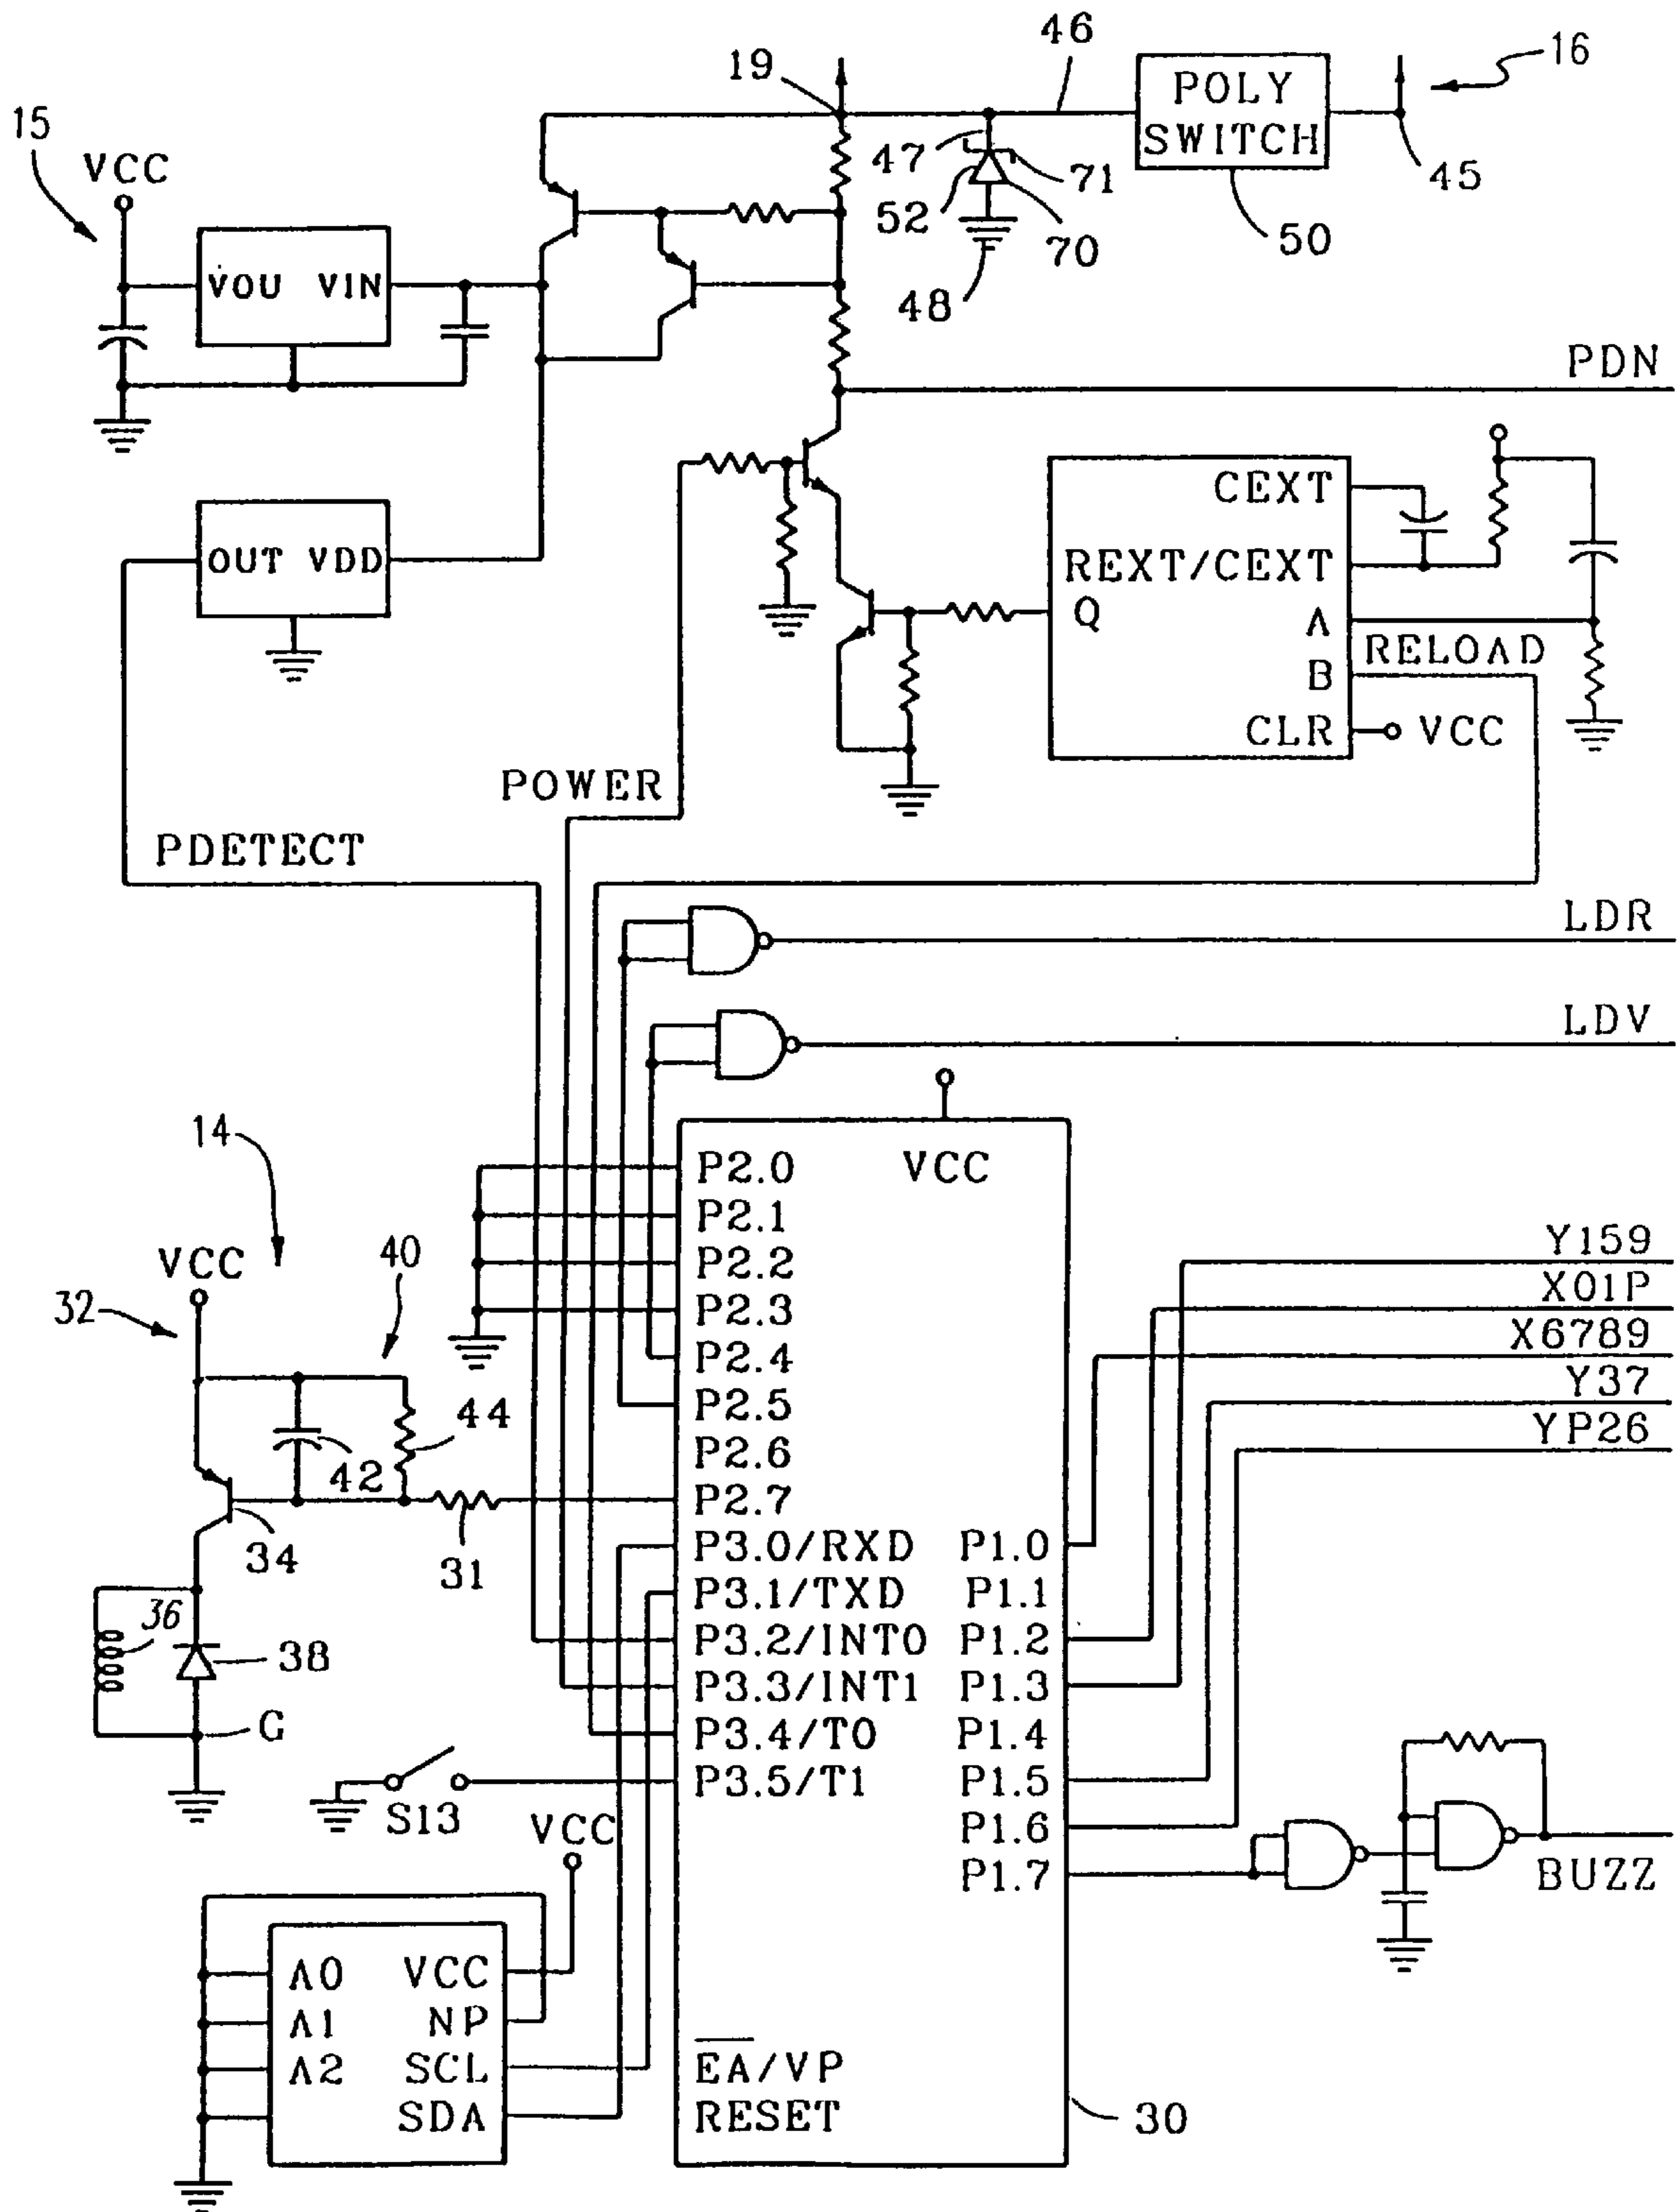 46
19
16
POLY
SWITCH
15
VCC
47
71
45
52
70
50
48
VOU VIN
PDN
CEXT
OUT VDD
REXT/CEXT
Q
A
RELOAD
B
CLR
VCC
POWER
PDETECT
LDR
LDV
14
P2.0
VCC
P2.1
Y159
VCC
40
P2.2
X01P
32
P2.3
X6789
P2.4
Y37
44
P2.5
YP26
42
P2.6
P2.7
34
31
P3.0/RXD P1.0
P3.1/TXD P1.1
36
38
P3.2/INT0 P1.2
P3.3/INT1 P1.3
G
P3.4/T0 P1.4
P3.5/T1 P1.5
S13
VCC
P1.6
P1.7
BUZZ
A0 VCC
A1 NP
A2 SCL
SDA
EA/VP
RESET
30